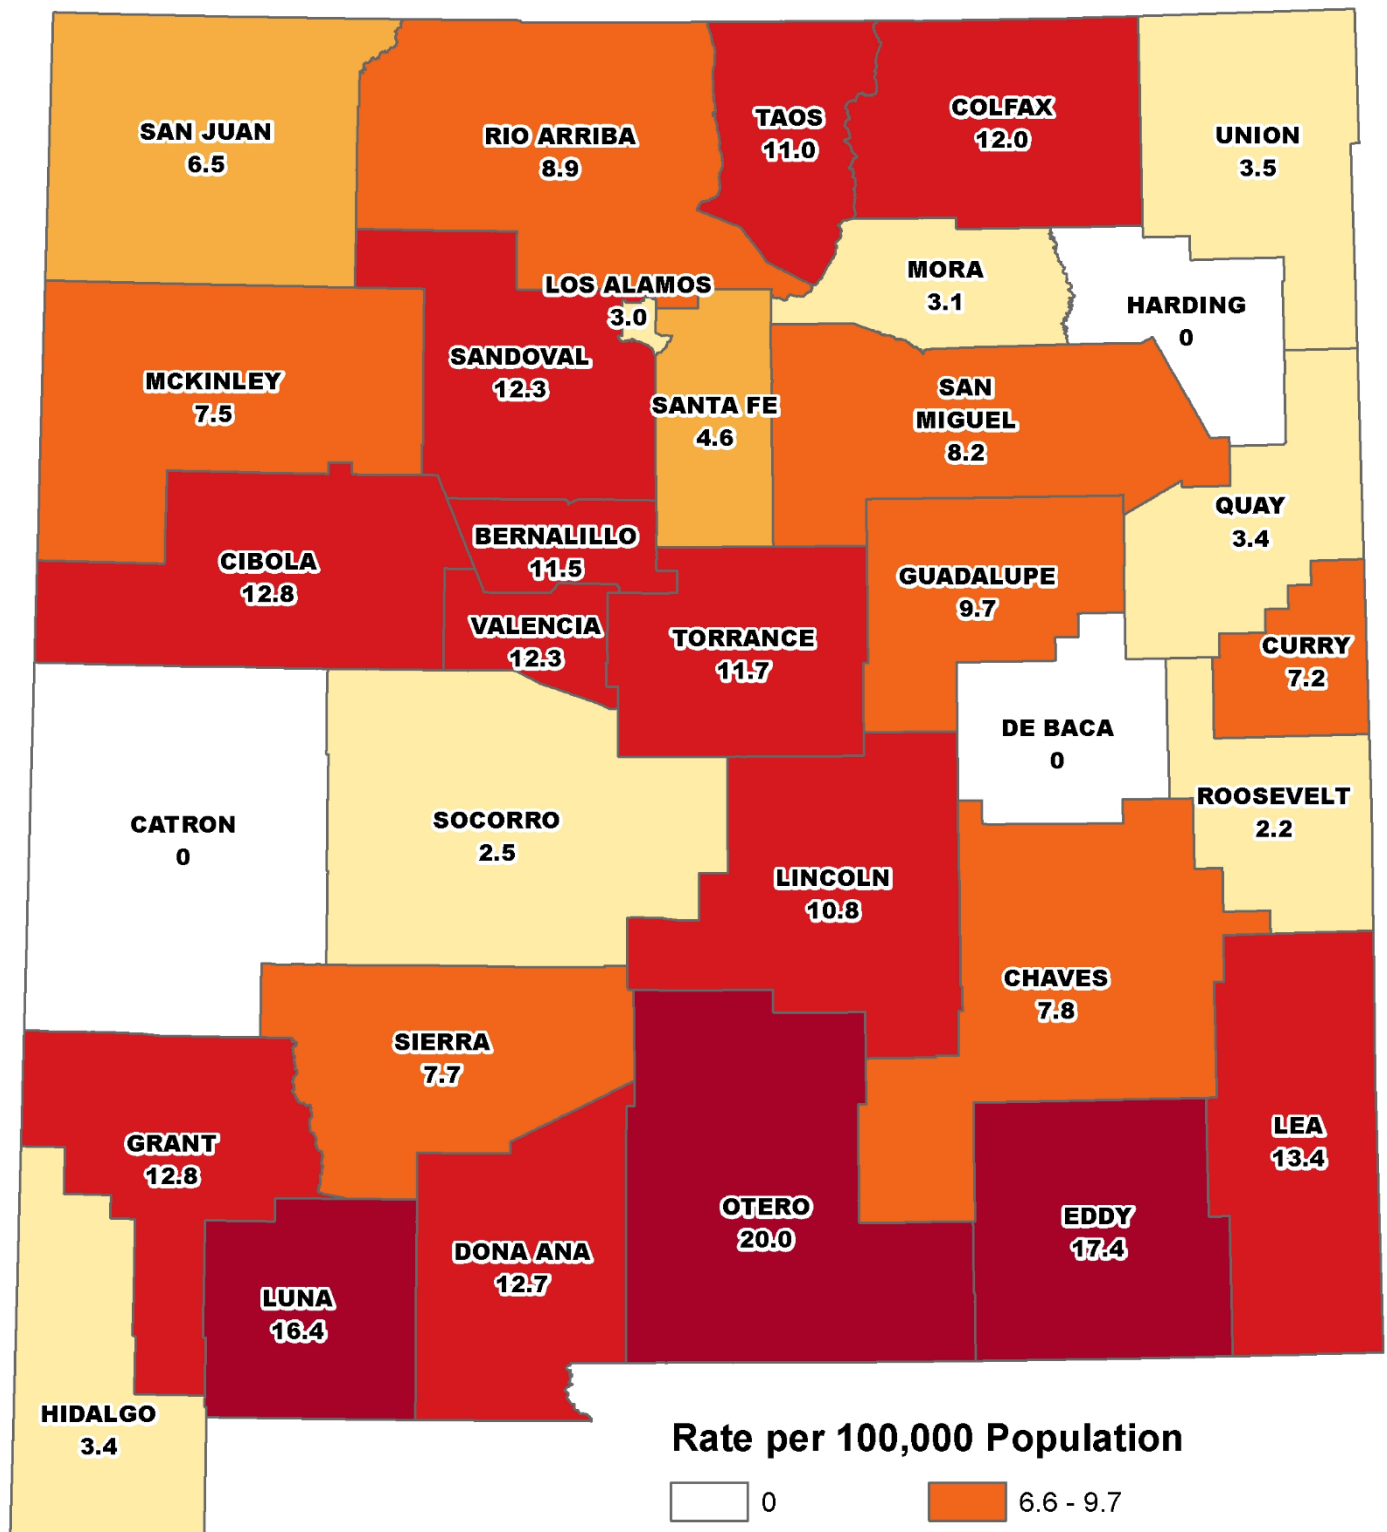 SAN JUAN
6.5
RIO ARRIBA
8.9
TAOS
11.0
COLFAX
12.0
UNION
3.5
LOS ALAMOS
3.0
MORA
3.1
HARDING
0
MCKINLEY
7.5
SANDOVAL
12.3
SANTA FE
4.6
SAN
MIGUEL
8.2
QUAY
3.4
CIBOLA
12.8
BERNALILLO
11.5
GUADALUPE
9.7
VALENCIA
12.3
TORRANCE
11.7
CURRY
7.2
DE BACA
0
CATRON
0
SOCORRO
2.5
ROOSEVELT
2.2
LINCOLN
10.8
CHAVES
7.8
SIERRA
7.7
GRANT
12.8
LEA
13.4
OTERO
20.0
EDDY
17.4
DONA ANA
12.7
LUNA
16.4
HIDALGO
3.4
Rate per 100,000 Population
0
6.6 - 9.7